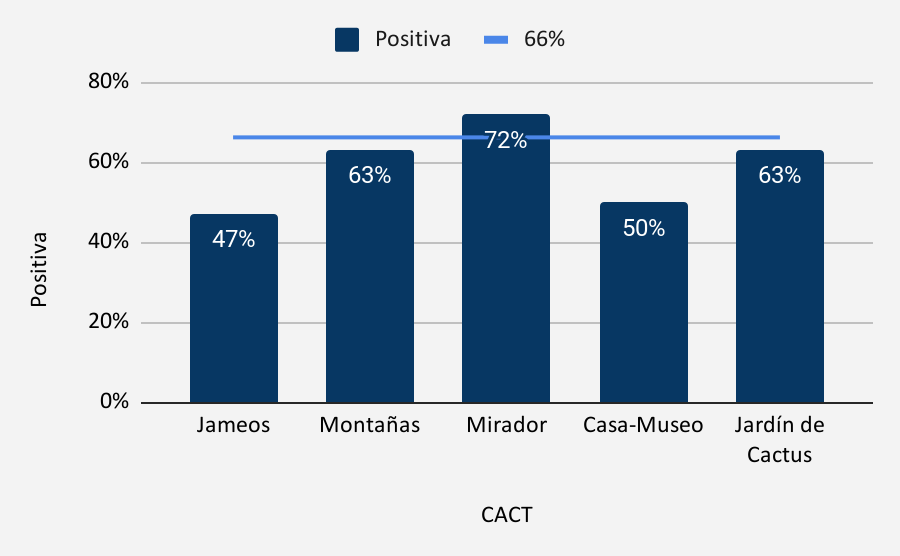 Positiva 66%
80%
60%
40%
20%
0%
Positiva
47%
63%
72%
50%
63%
Jameos
Montañas
Mirador
Casa-Museo
Jardín de
Cactus
CACT